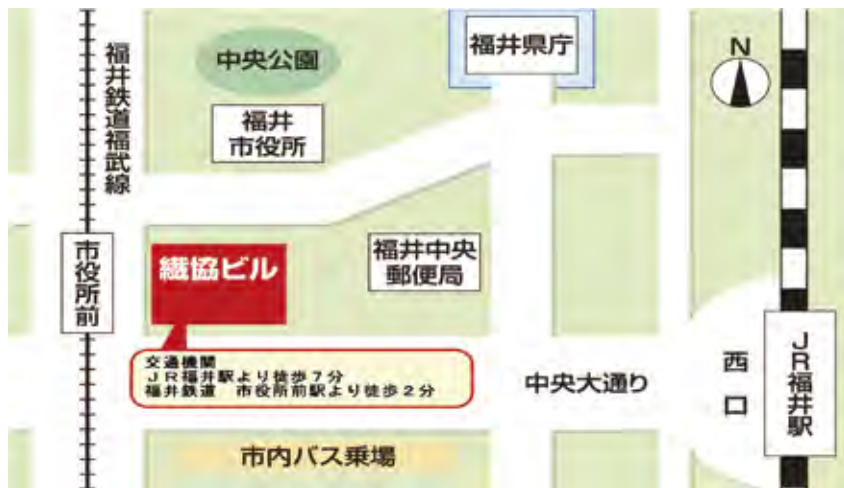 福井鉄道福武線
中央公園
福井県庁
N
福井
市役所
市役所前
繊協ビル
福井中央
郵便局
交通機関
JR福井駅より徒歩7分
福井鉄道 市役所前駅より徒歩2分
中央大通り
西口
JR福井駅
市内バス乗場